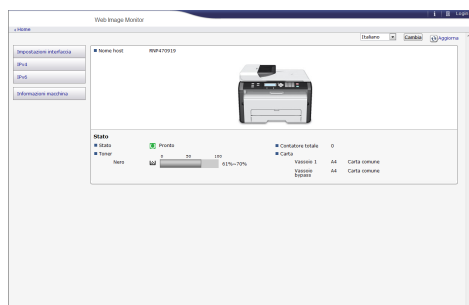 Web Image Monitor
Login
Home
Italiano
Cambia
Aggiorna
Impostazioni interfaccia
IPv4
IPv6
Informazioni macchina
Nome host RNP470919
Stato
Stato Pronto
Toner
0 50 100
Nero 61%~70%
Contatore totale 0
Carta
Vassoio 1 A4 Carta comune
Vassoio bypass A4 Carta comune